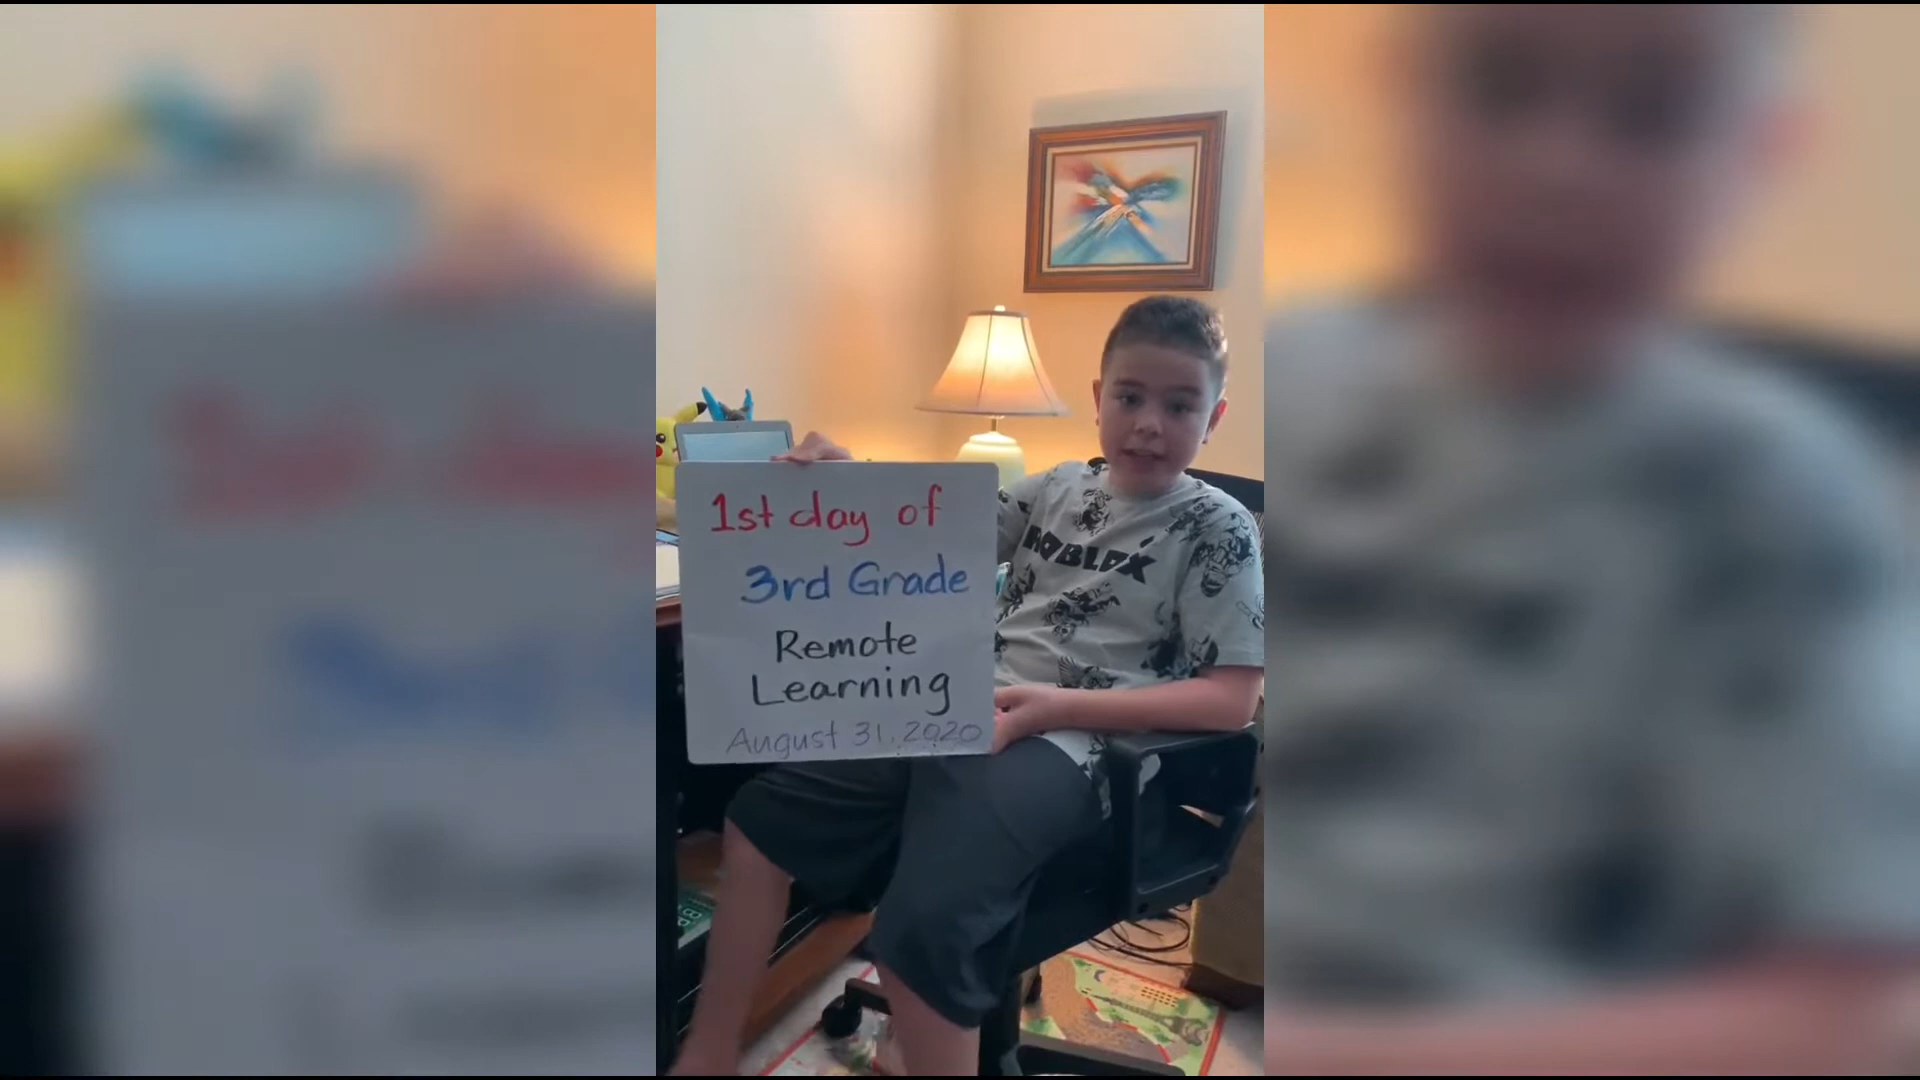 1st day of
3rd Grade
Remote
Learning
August 31, 2020
ROBLOX